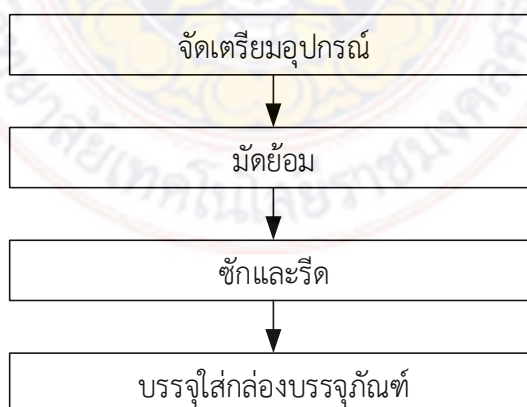 จัดเตรียมอุปกรณ์
มัดย้อม
ซักและรีด
บรรจุใส่กล่องบรรจุภัณฑ์